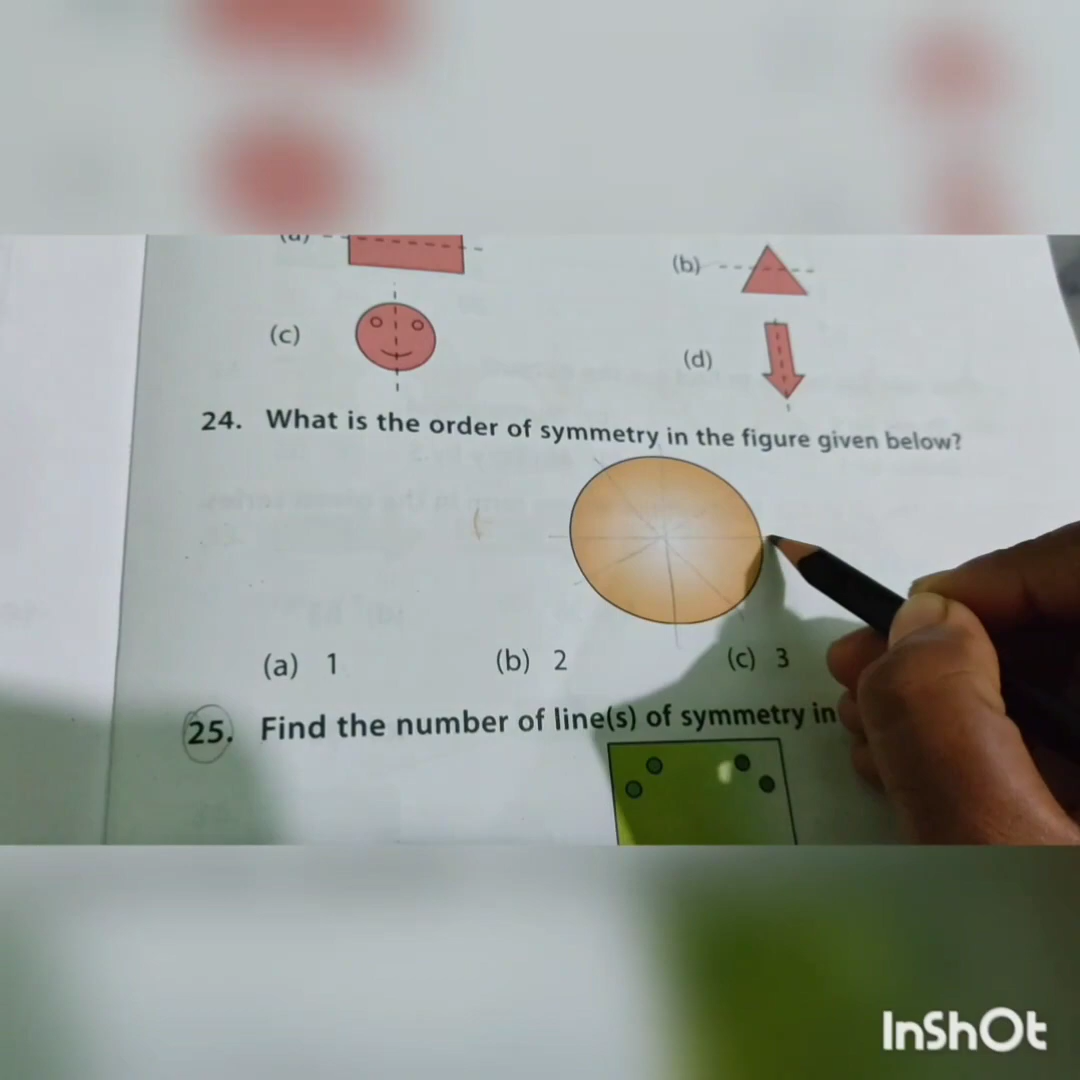 (b)
(c)
(d)
24. What is the order of symmetry in the figure given below?
(a) 1 (b) 2 (c) 3
25. Find the number of line(s) of symmetry in
InShOt